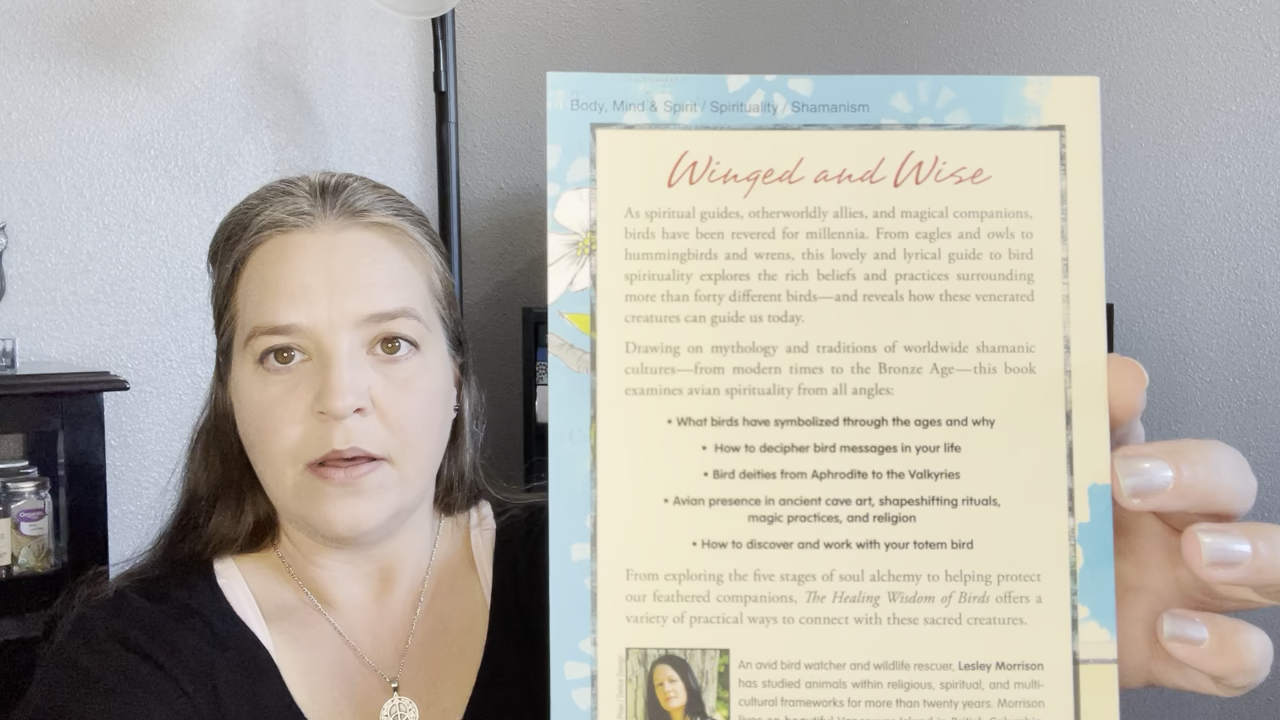 Body, Mind & Spirit / Spirituality / Shamanism
Winged and Wise
As spiritual guides, otherworldly allies, and magical companions,
birds have been revered for millennia. From eagles and owls to
hummingbirds and wrens, this lovely and lyrical guide to bird
spirituality explores the rich beliefs and practices surrounding
more than forty different birds—and reveals how these venerated
creatures can guide us today.
Drawing on mythology and traditions of worldwide shamanic
cultures—from modern times to the Bronze Age—this book
examines avian spirituality from all angles:
• What birds have symbolized through the ages and why
• How to decipher bird messages in your life
• Bird deities from Aphrodite to the Valkyries
• Avian presence in ancient cave art, shapeshifting rituals,
magic practices, and religion
• How to discover and work with your totem bird
From exploring the five stages of soul alchemy to helping protect
our feathered companions, The Healing Wisdom of Birds offers a
variety of practical ways to connect with these sacred creatures.
An avid bird watcher and wildlife rescuer, Lesley Morrison
has studied animals within religious, spiritual, and multi-
cultural frameworks for more than twenty years. Morrison
lives on beautiful Vancouver Island in British Columbia